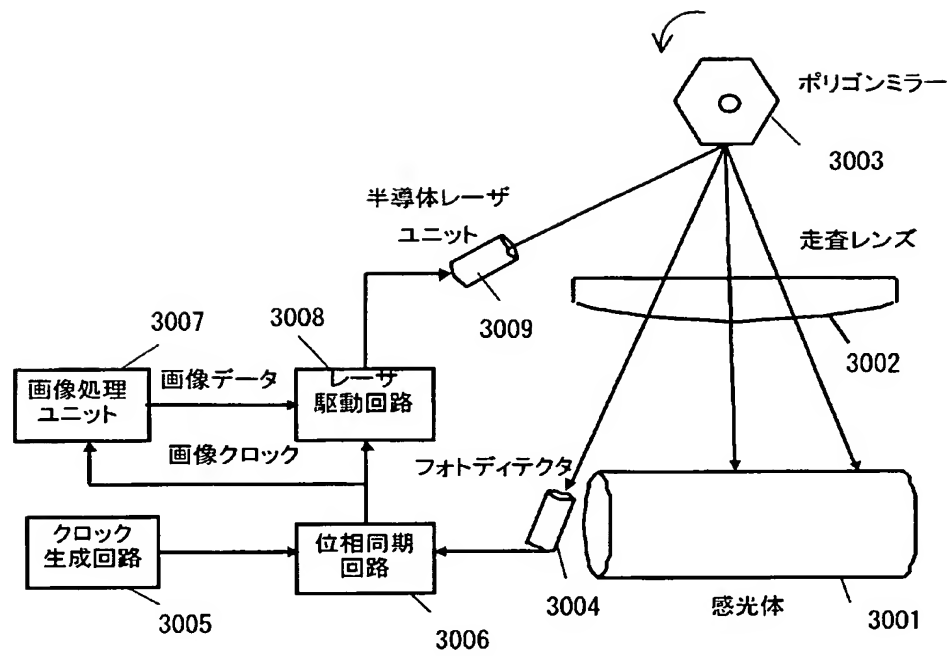 ポリゴンミラー
3003
半導体レーザ
ユニット
走査レンズ
3009
3002
3007
3008
画像処理
ユニット
画像データ
レーザ
駆動回路
画像クロック
フォトディテクタ
クロック
生成回路
位相同期
回路
3005
3006
3004
感光体
3001